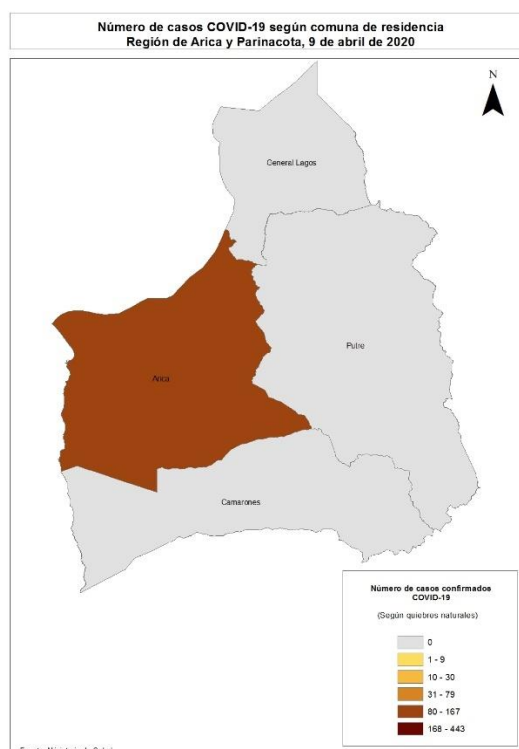 Número de casos COVID-19 según comuna de residencia
Región de Arica y Parinacota, 9 de abril de 2020
N
General Lagos
Putre
Arica
Camarones
Número de casos confirmados
COVID-19
(Según quiebres naturales)
0
1 - 9
10 - 30
31 - 79
80 - 167
168 - 443